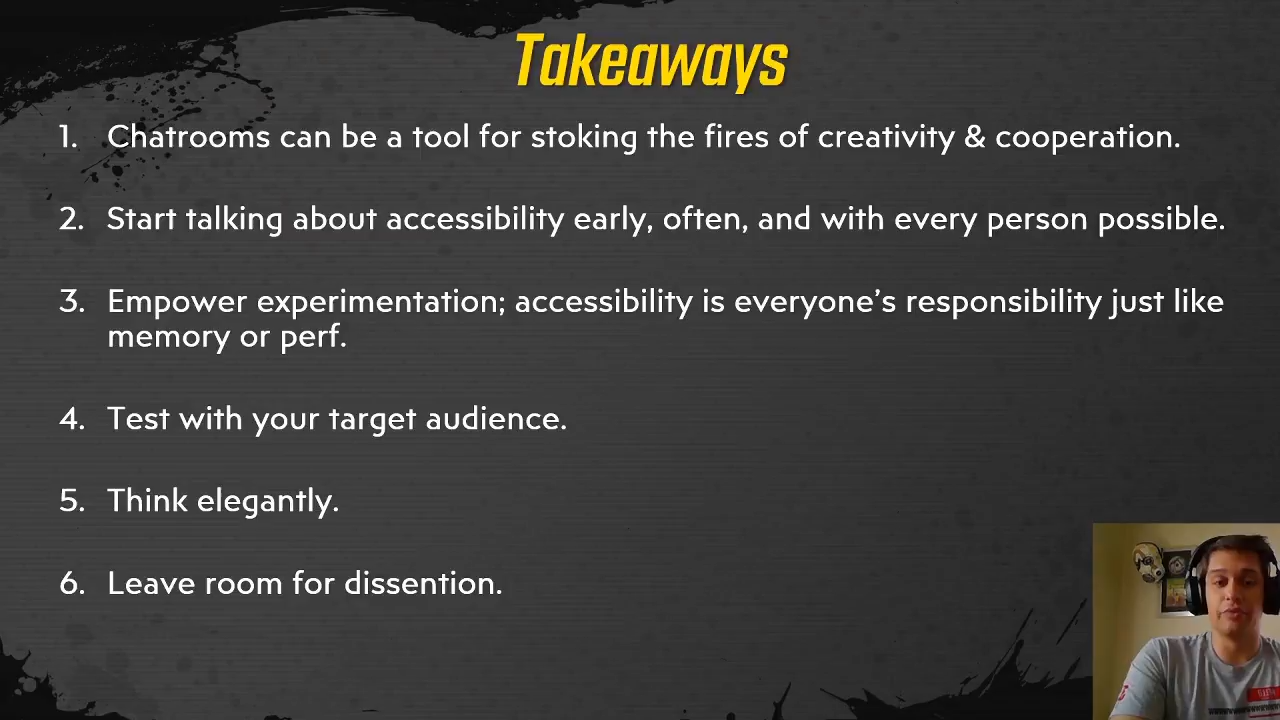 Takeaways
1. Chatrooms can be a tool for stoking the fires of creativity & cooperation.
2. Start talking about accessibility early, often, and with every person possible.
3. Empower experimentation; accessibility is everyone’s responsibility just like
memory or perf.
4. Test with your target audience.
5. Think elegantly.
6. Leave room for dissention.